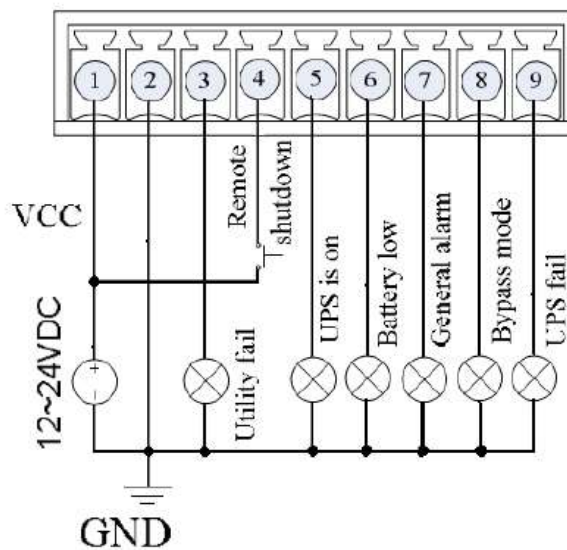 1 2 3 4 5 6 7 8 9
VCC
Remote
shutdown
12~24VDC
Utility fail
UPS is on
Battery low
General alarm
Bypass mode
UPS fail
+
-
GND